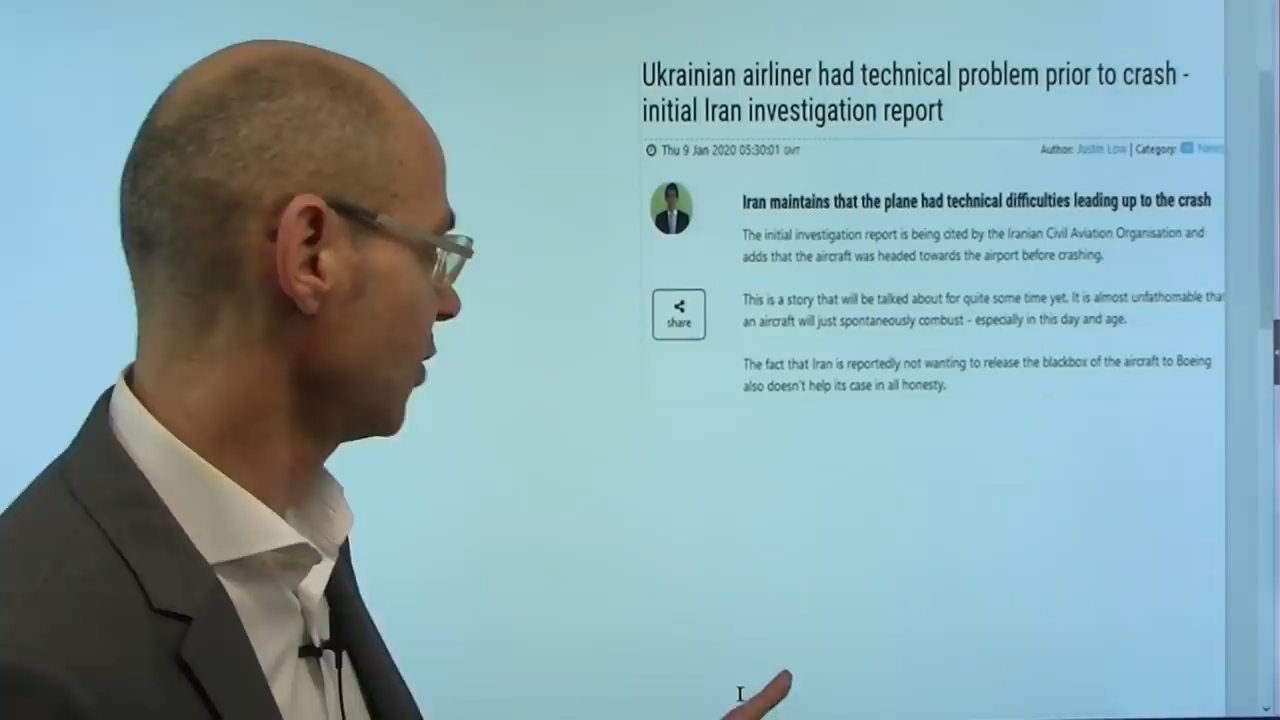 Ukrainian airliner had technical problem prior to crash -
initial Iran investigation report
Thu 9 Jan 2020 05:30:01 GMT
Author: Justin Low | Category: News
Iran maintains that the plane had technical difficulties leading up to the crash
The initial investigation report is being cited by the Iranian Civil Aviation Organisation and
adds that the aircraft was headed towards the airport before crashing.
This is a story that will be talked about for quite some time yet. It is almost unfathomable that
an aircraft will just spontaneously combust - especially in this day and age.
share
The fact that Iran is reportedly not wanting to release the blackbox of the aircraft to Boeing
also doesn't help its case in all honesty.